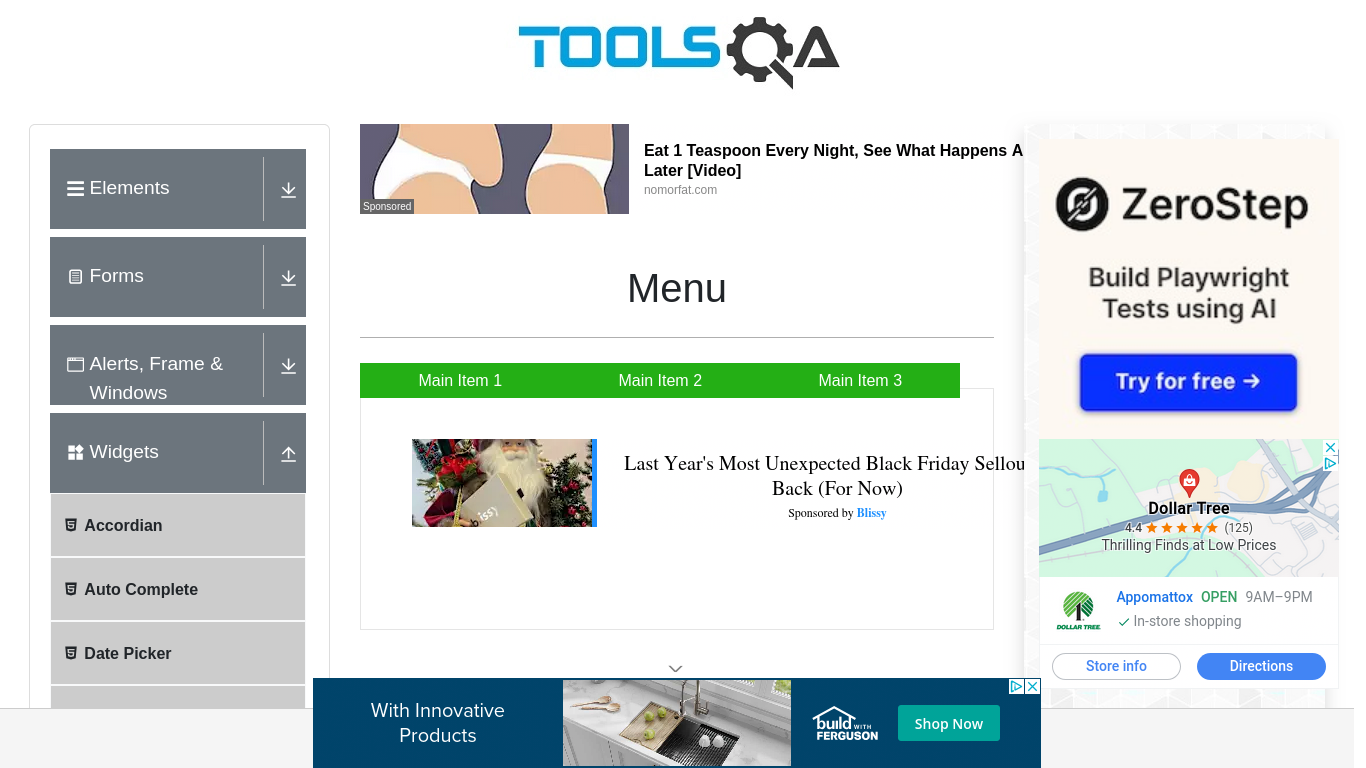 TOOLSQA
Elements
Forms
Alerts, Frame &
Windows
Widgets
Accordian
Auto Complete
Date Picker
Sponsored
Eat 1 Teaspoon Every Night, See What Happens A
Later [Video]
nomorfat.com
Menu
Main Item 1
Main Item 2
Main Item 3
Last Year's Most Unexpected Black Friday Sellou
Back (For Now)
Sponsored by Blissy
ZeroStep
Build Playwright
Tests using AI
Try for free →
Dollar Tree
4.4 ★★★★★ (125)
Thrilling Finds at Low Prices
DOLLAR TREE
Appomattox OPEN 9AM–9PM
✓ In-store shopping
Store info
Directions
With Innovative
Products
build WITH
FERGUSON
Shop Now